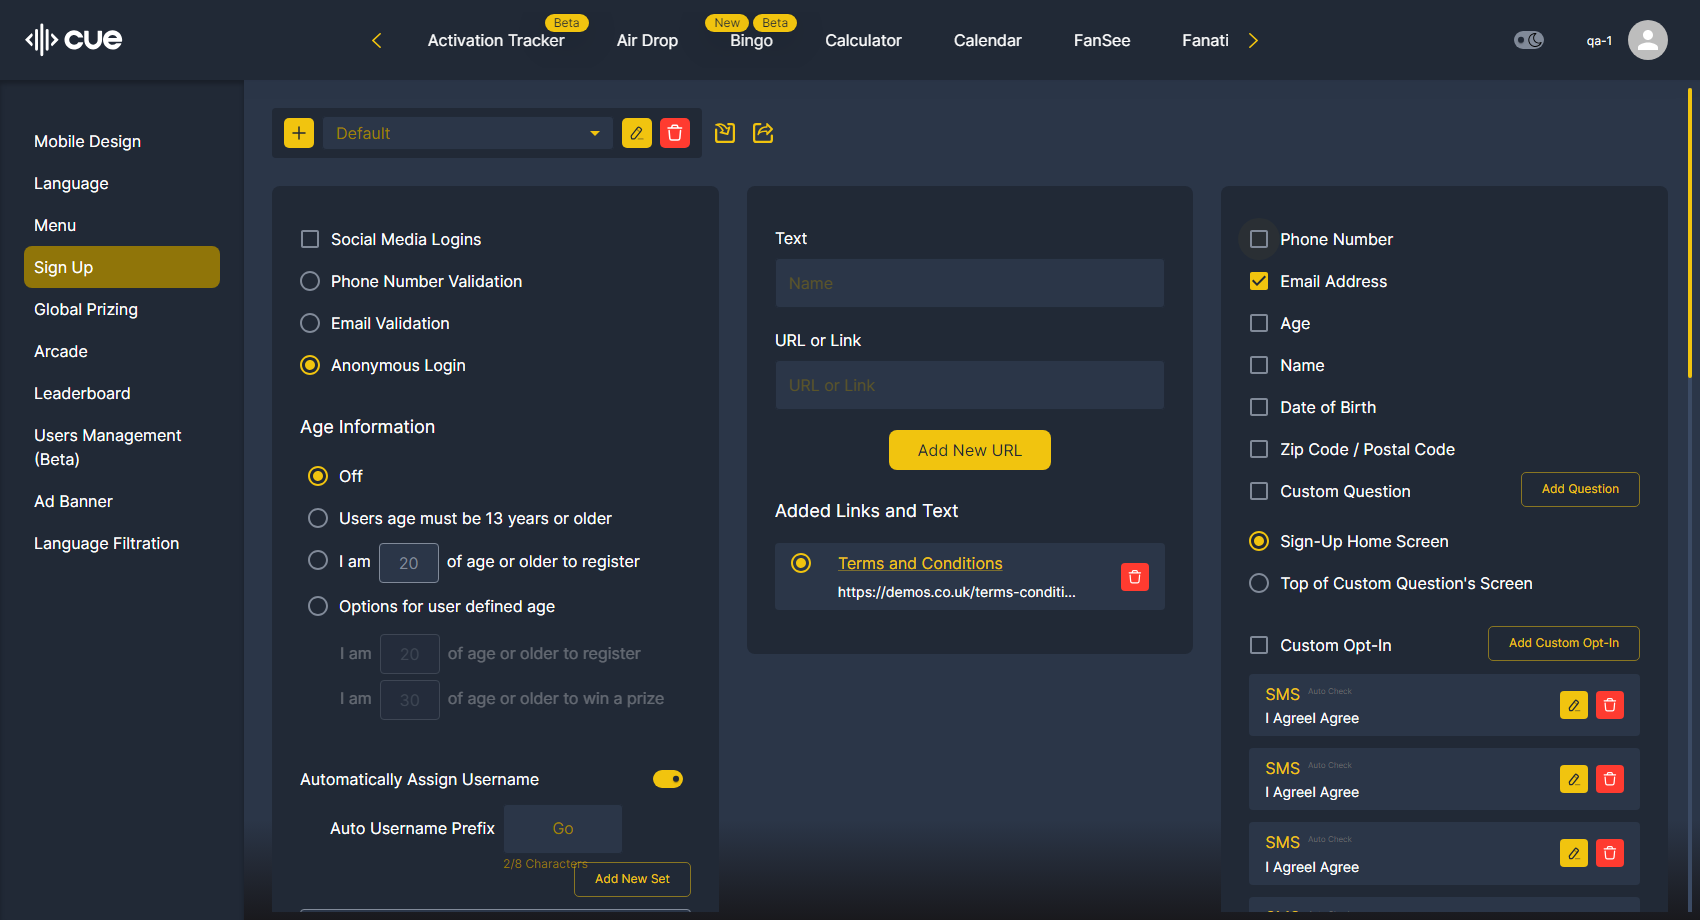 cue
Activation Tracker
Beta
Air Drop
New
Beta
Bingo
Calculator
Calendar
FanSee
Fanati
qa-1
Mobile Design
Language
Menu
Sign Up
Global Prizing
Arcade
Leaderboard
Users Management
(Beta)
Ad Banner
Language Filtration
Default
Social Media Logins
Phone Number Validation
Email Validation
Anonymous Login
Age Information
Off
Users age must be 13 years or older
I am 20 of age or older to register
Options for user defined age
I am 20 of age or older to register
I am 30 of age or older to win a prize
Automatically Assign Username
Auto Username Prefix Go
2/8 Characters
Add New Set
Text
Name
URL or Link
URL or Link
Add New URL
Added Links and Text
Terms and Conditions
https://demos.co.uk/terms-conditi...
Phone Number
Email Address
Age
Name
Date of Birth
Zip Code / Postal Code
Custom Question
Add Question
Sign-Up Home Screen
Top of Custom Question's Screen
Custom Opt-In
Add Custom Opt-In
SMS Auto Check
I AgreeI Agree
SMS Auto Check
I AgreeI Agree
SMS Auto Check
I AgreeI Agree